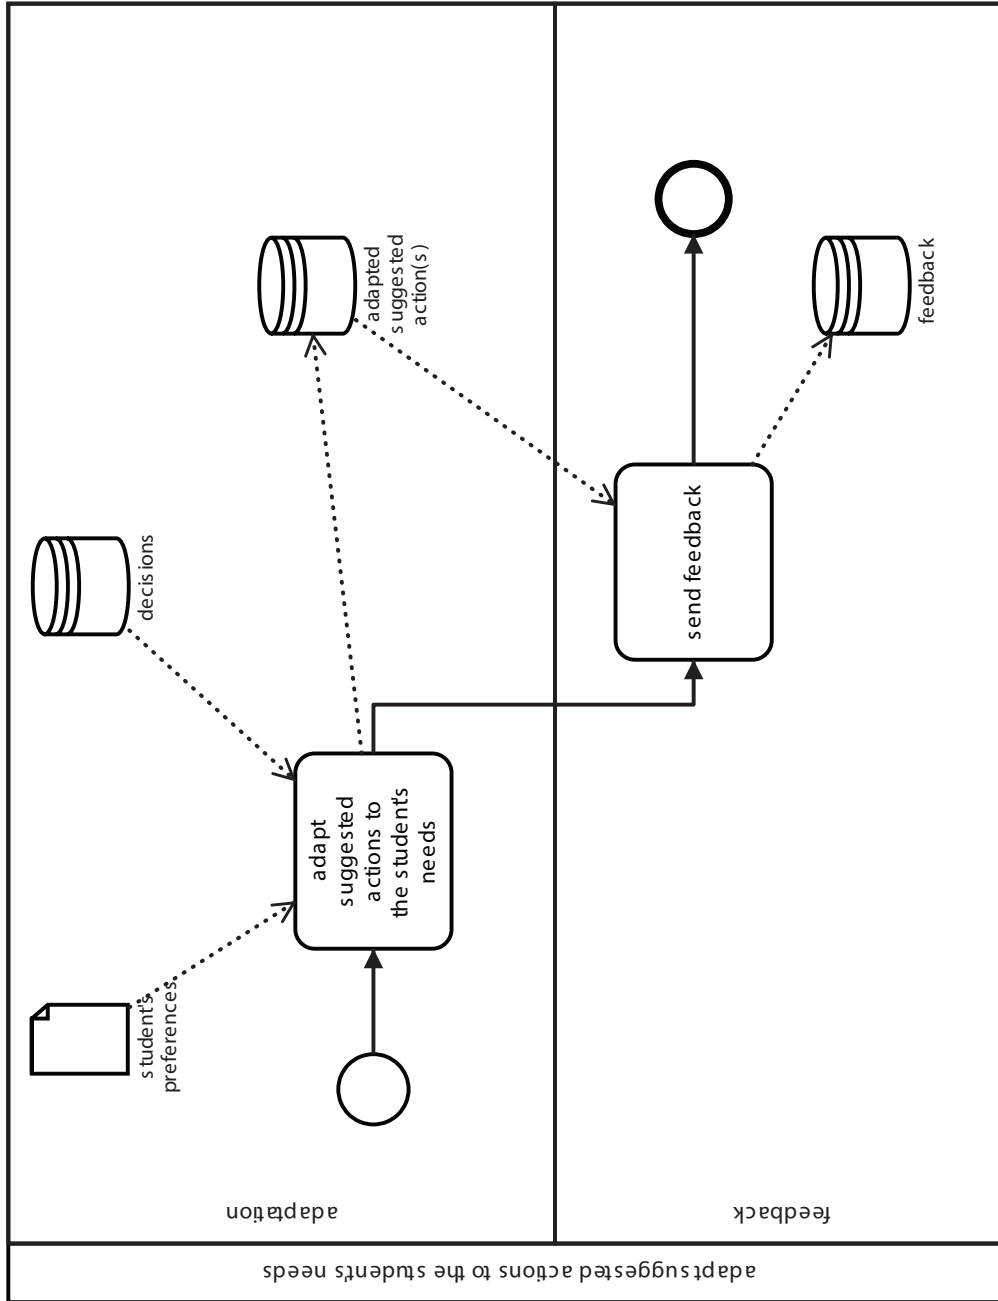 adapt suggested actions to the student's needs
adaptation
feedback
student's
preferences
decisions
adapt
suggested
actions to
the student's
needs
adapted
suggested
action(s)
send feedback
feedback